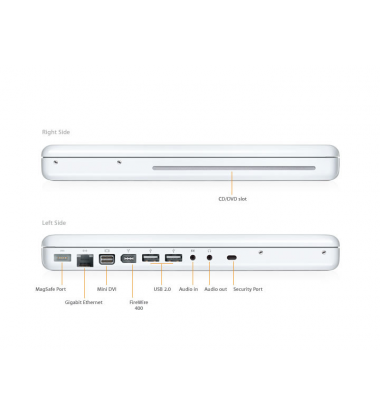 Right Side
CD/DVD slot
Left Side
MagSafe Port
Gigabit Ethernet
Mini DVI
FireWire
400
USB 2.0
Audio in
Audio out
Security Port